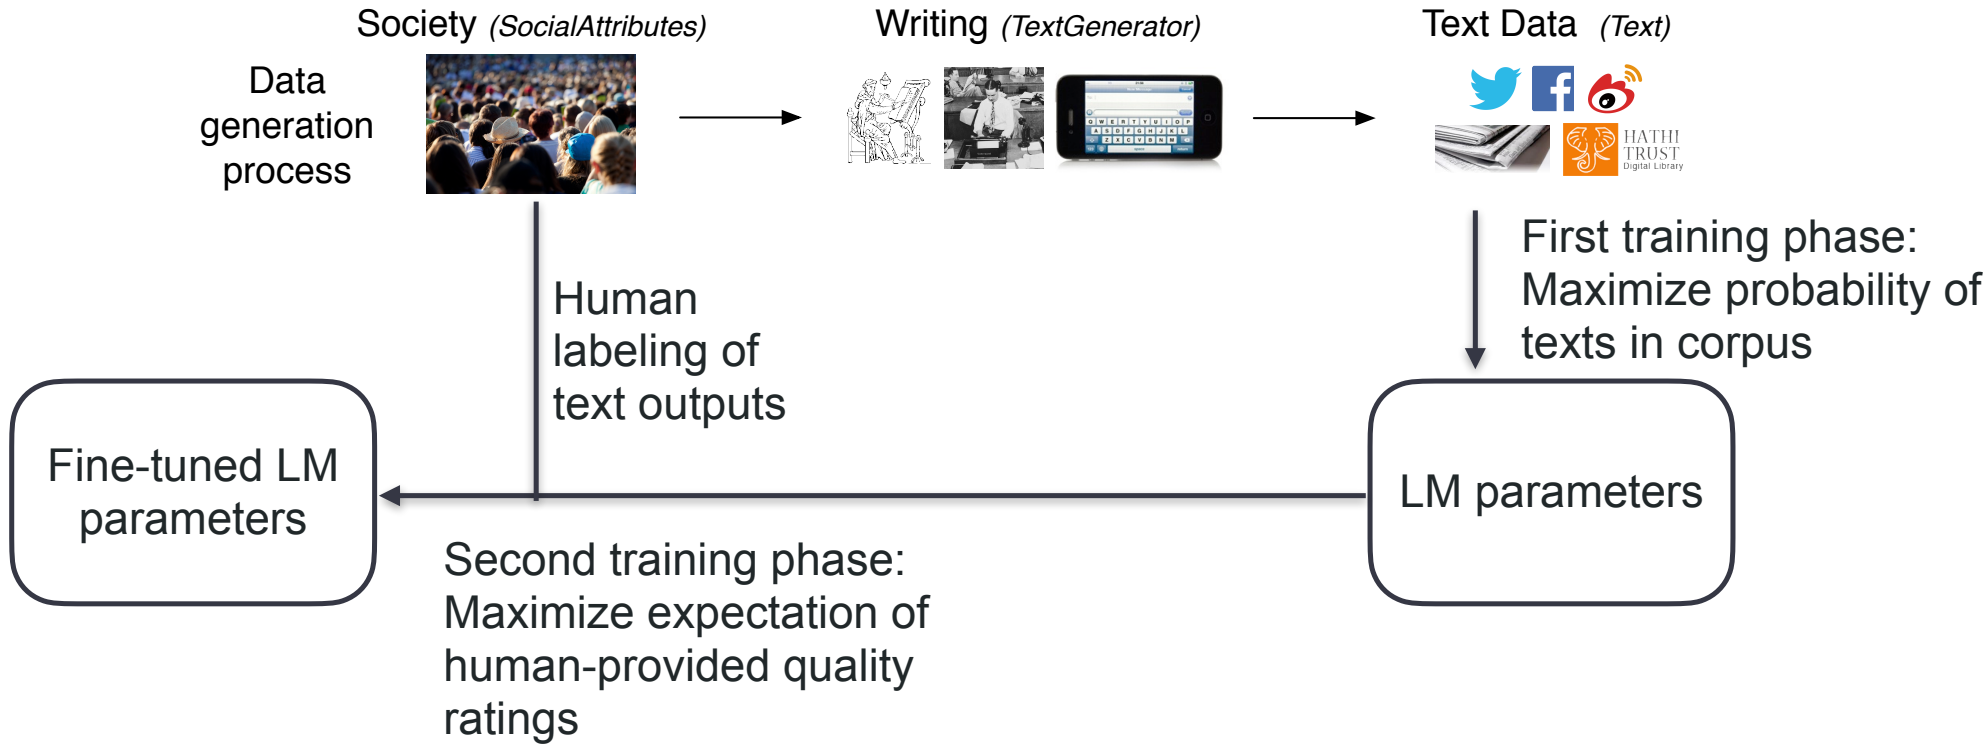 Society (SocialAttributes)
Writing (TextGenerator)
Text Data (Text)
Data
generation
process
HATHI
TRUST
Digital Library
Q W E R T Y U I O P
A S D F G H J K L
Z X C V B N M
First training phase:
Maximize probability of
texts in corpus
Human
labeling of
text outputs
Fine-tuned LM
parameters
LM parameters
Second training phase:
Maximize expectation of
human-provided quality
ratings